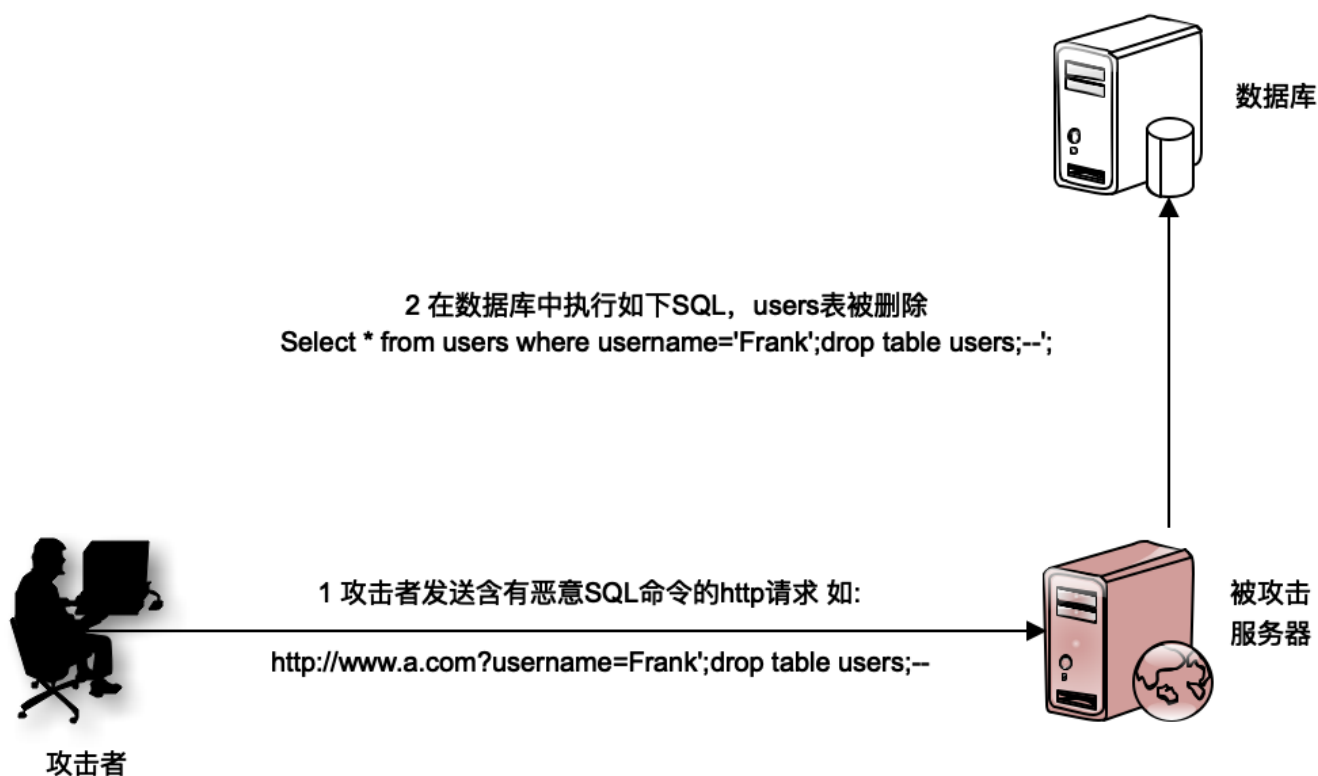 数据库
2 在数据库中执行如下SQL，users表被删除
Select * from users where username='Frank';drop table users;--';
1 攻击者发送含有恶意SQL命令的http请求 如:
http://www.a.com?username=Frank';drop table users;--
被攻击
服务器
攻击者